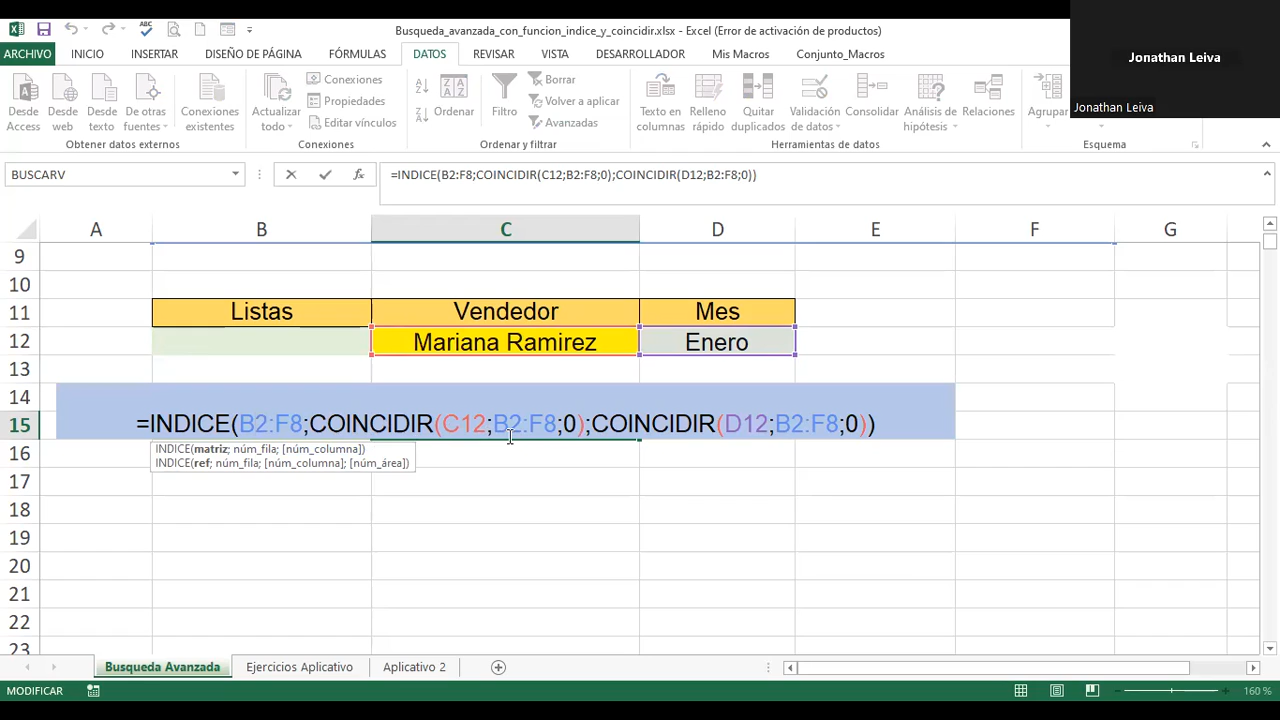 Busqueda_avanzada_con_funcion_indice_y_coincidir.xlsx - Excel (Error de activación de productos)
Jonathan Leiva
Jonathan Leiva
ARCHIVO INICIO INSERTAR DISEÑO DE PÁGINA FÓRMULAS DATOS REVISAR VISTA DESARROLLADOR Mis Macros Conjunto_Macros
Desde Access
Desde web
Desde texto
De otras fuentes
Obtener datos externos
Conexiones existentes
Actualizar todo
Conexiones
Propiedades
Editar vínculos
Conexiones
Ordenar
Filtro
Borrar
Volver a aplicar
Avanzadas
Ordenar y filtrar
Texto en columnas
Relleno rápido
Quitar duplicados
Validación de datos
Consolidar
Análisis de hipótesis
Relaciones
Herramientas de datos
Agrupar
Esquema
BUSCARV
=INDICE(B2:F8;COINCIDIR(C12;B2:F8;0);COINCIDIR(D12;B2:F8;0))
A B C D E F G
9
10
11 Listas Vendedor Mes
12 Mariana Ramirez Enero
13
14
15 =INDICE(B2:F8;COINCIDIR(C12;B2:F8;0);COINCIDIR(D12;B2:F8;0))
INDICE(matriz; núm_fila; [núm_columna])
INDICE(ref; núm_fila; [núm_columna]; [núm_área])
16
17
18
19
20
21
22
23
Busqueda Avanzada Ejercicios Aplicativo Aplicativo 2
MODIFICAR 160 %